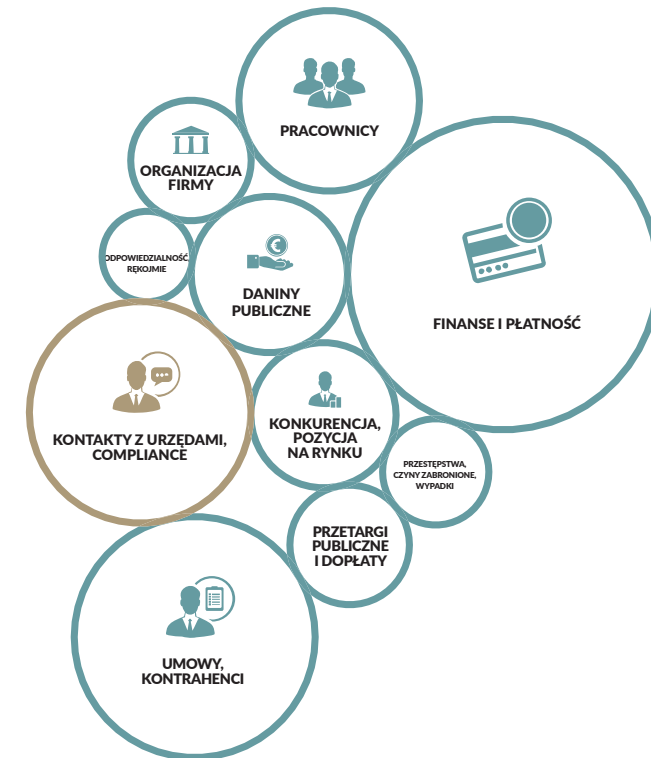 PRACOWNICY
ORGANIZACJA
FIRMY
ODPOWIEDZIALNOŚĆ,
RĘKOJMIE
DANINY
PUBLICZNE
FINANSE I PŁATNOŚĆ
KONTAKTY Z URZĘDAMI,
COMPLIANCE
KONKURENCJA,
POZYCJA
NA RYNKU
PRZESTĘPSTWA,
CZYNY ZABRONIONE,
WYPADKI
PRZETARGI
PUBLICZNE
I DOPŁATY
UMOWY,
KONTRAHENCI